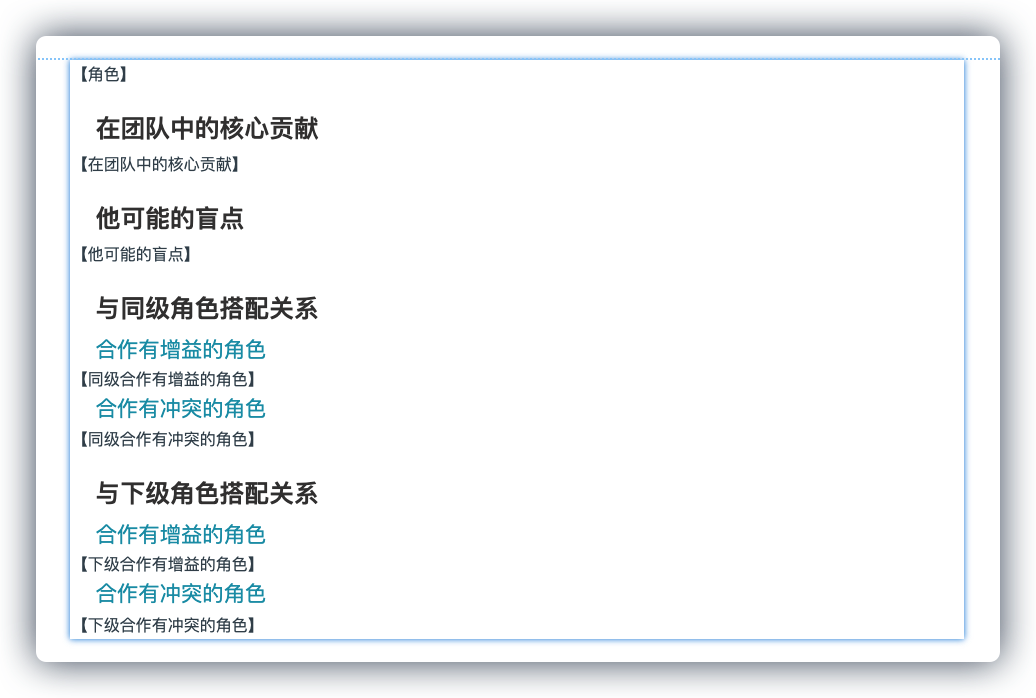 【角色】
在团队中的核心贡献
【在团队中的核心贡献】
他可能的盲点
【他可能的盲点】
与同级角色搭配关系
合作有增益的角色
【同级合作有增益的角色】
合作有冲突的角色
【同级合作有冲突的角色】
与下级角色搭配关系
合作有增益的角色
【下级合作有增益的角色】
合作有冲突的角色
【下级合作有冲突的角色】